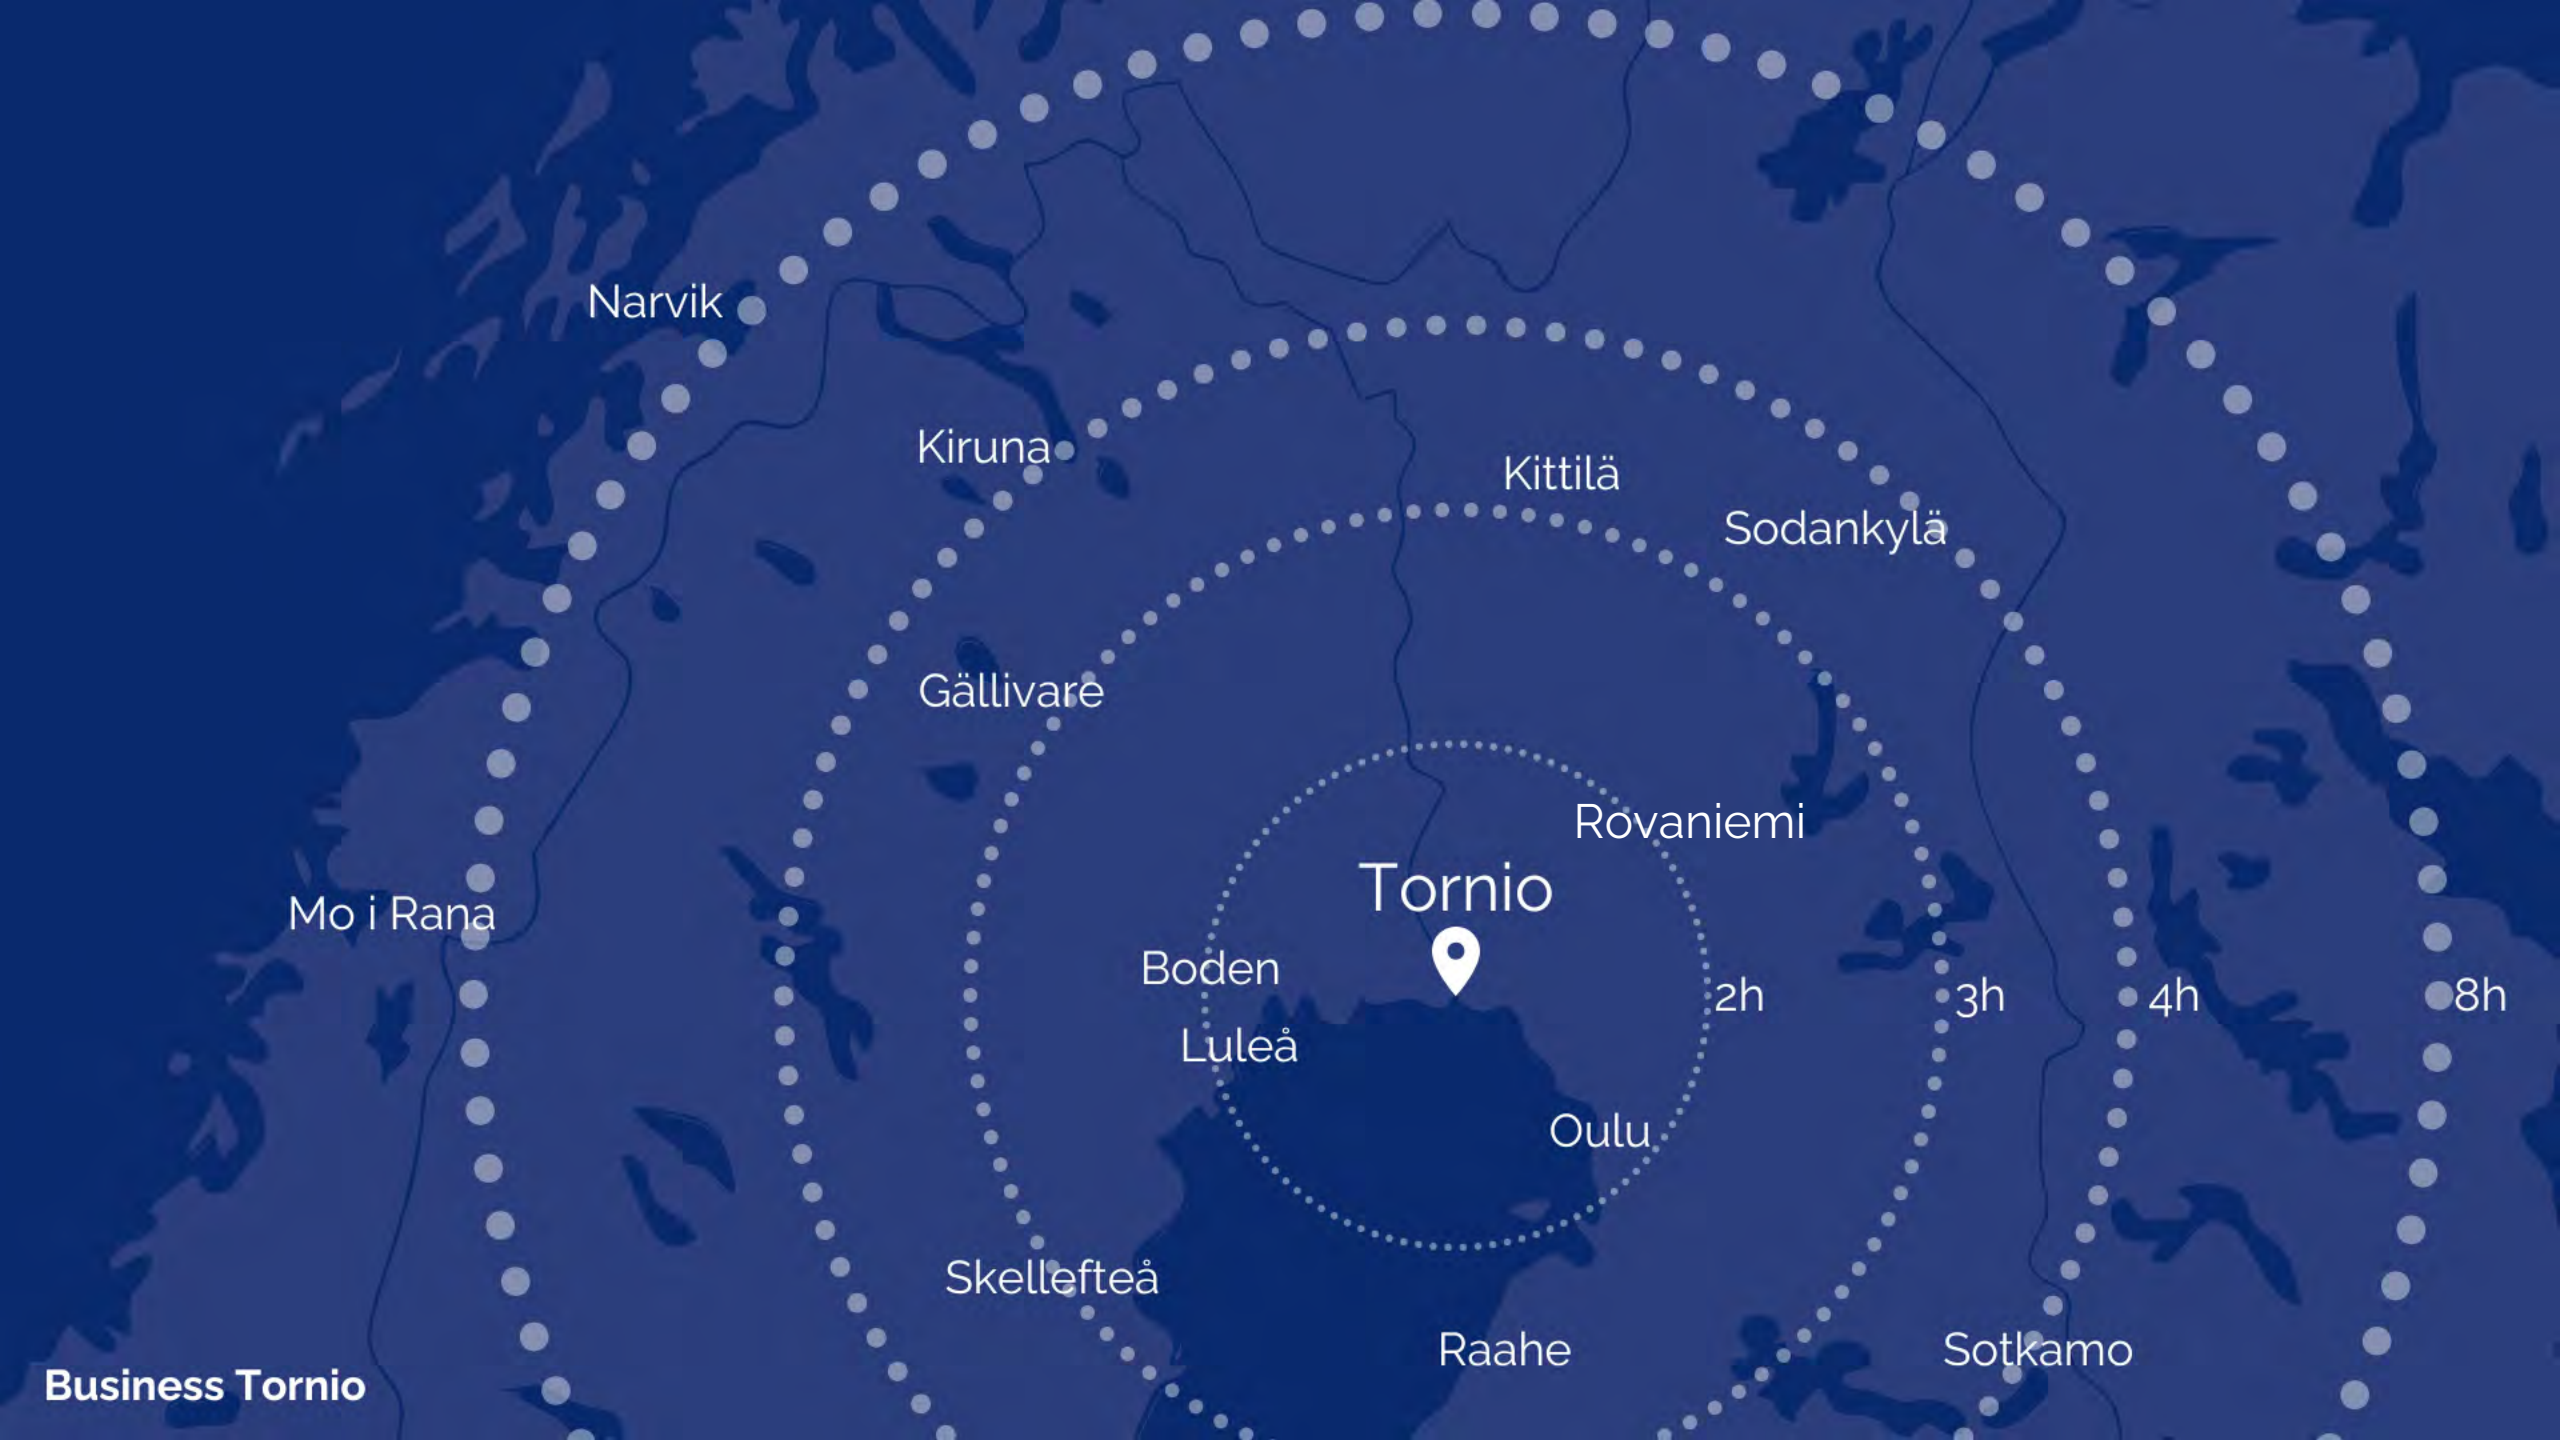 Narvik
Kiruna
Kittilä
Sodankylä
Gällivare
Rovaniemi
Tornio
Mo i Rana
Boden
2h
3h
4h
8h
Luleå
Oulu
Skellefteå
Raahe
Sotkamo
Business Tornio